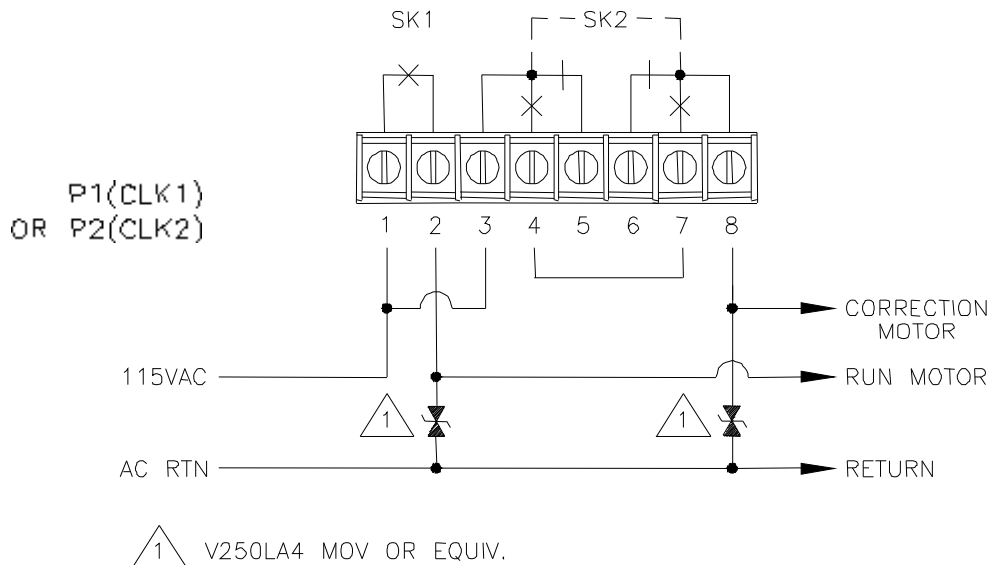 SK1
SK2
P1(CLK1)
OR P2(CLK2)
1 2 3 4 5 6 7 8
CORRECTION
MOTOR
115VAC
RUN MOTOR
1
1
AC RTN
RETURN
1 V250LA4 MOV OR EQUIV.